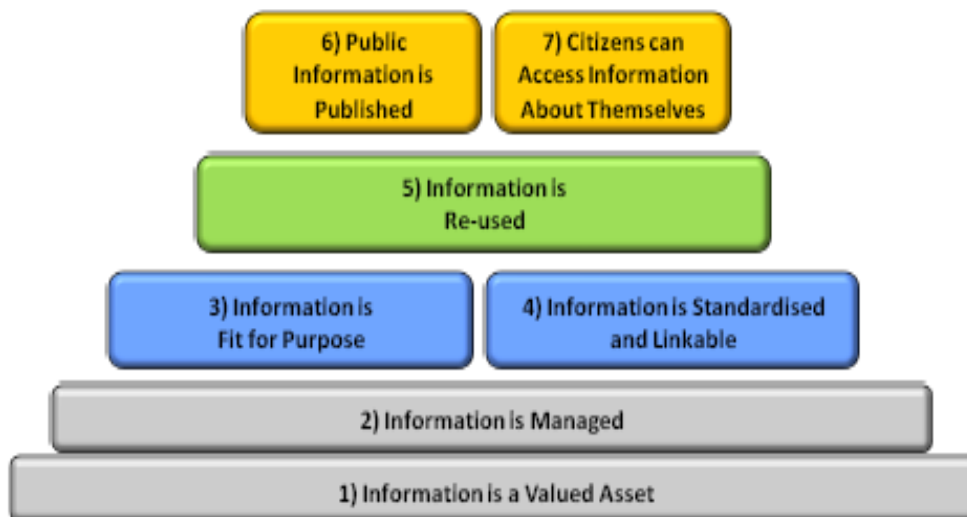 6) Public
Information is
Published
7) Citizens can
Access Information
About Themselves
5) Information is
Re-used
3) Information is
Fit for Purpose
4) Information is Standardised
and Linkable
2) Information is Managed
1) Information is a Valued Asset